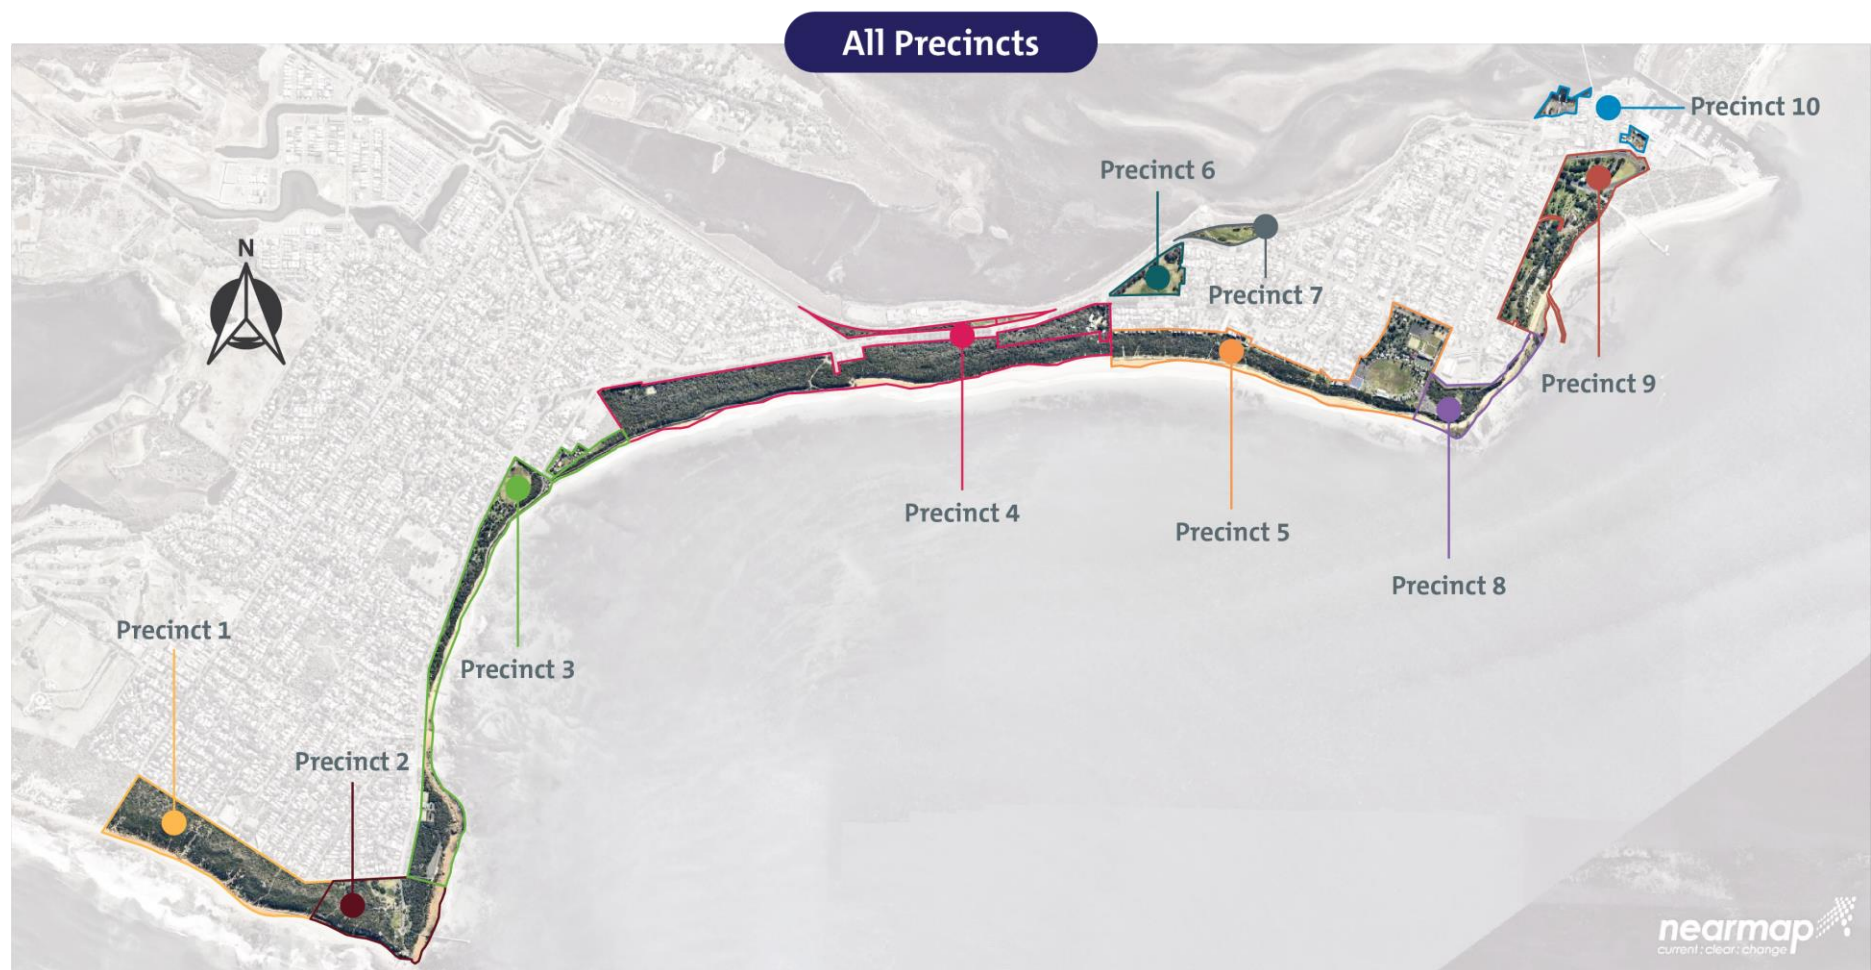 All Precincts
Precinct 10
Precinct 6
N
Precinct 7
Precinct 9
Precinct 4
Precinct 5
Precinct 8
Precinct 1
Precinct 3
Precinct 2
nearmap
current : clear : change